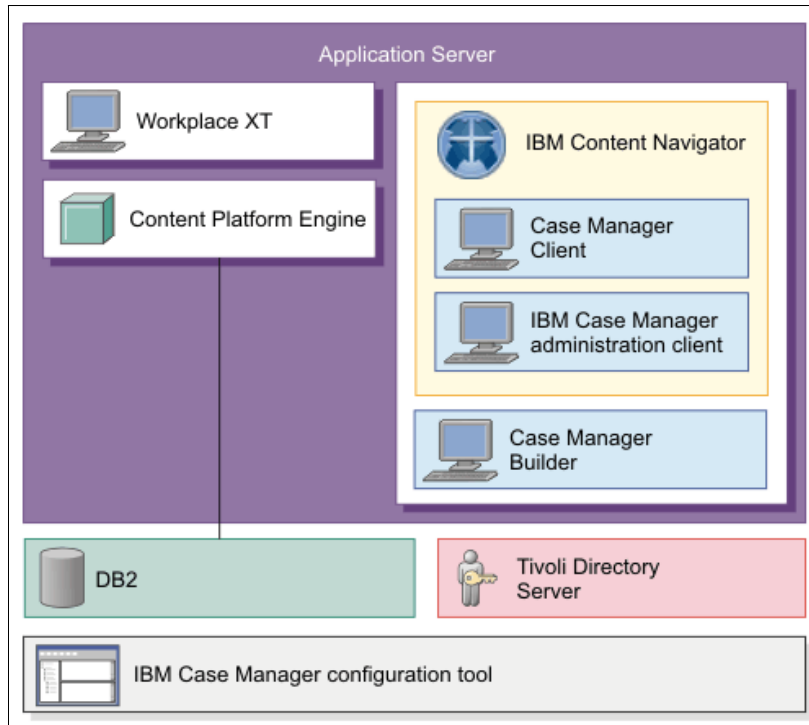 Application Server
Workplace XT
Content Platform Engine
IBM Content Navigator
Case Manager
Client
IBM Case Manager
administration client
Case Manager
Builder
DB2
Tivoli Directory
Server
IBM Case Manager configuration tool